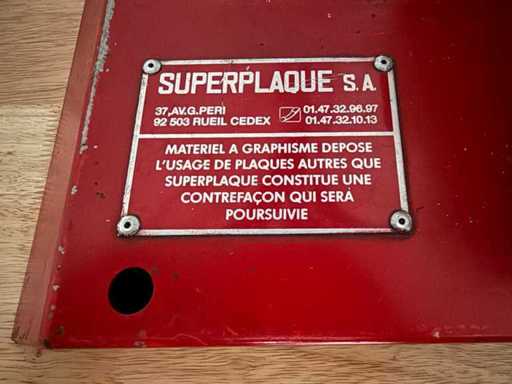 SUPERPLAQUE S.A.
37,AV.G.PERI
92 503 RUEIL CEDEX
01.47.32.96.97
01.47.32.10.13
MATERIEL A GRAPHISME DEPOSE
L'USAGE DE PLAQUES AUTRES QUE
SUPERPLAQUE CONSTITUE UNE
CONTREFAÇON QUI SERÀ
POURSUIVIE